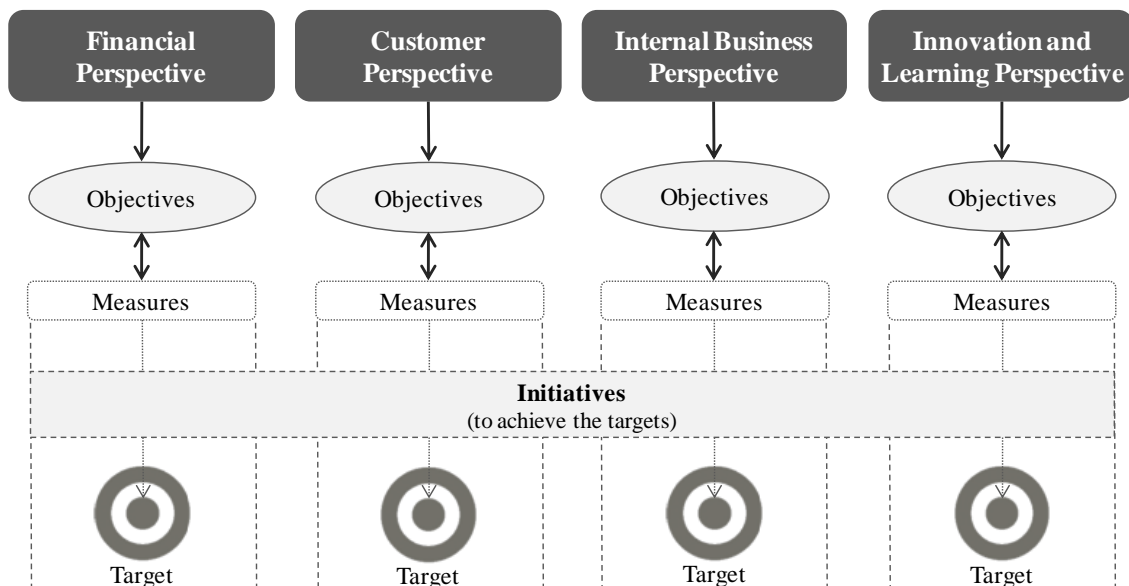 Financial
Perspective
Customer
Perspective
Internal Business
Perspective
Innovation and
Learning Perspective
Objectives
Objectives
Objectives
Objectives
Measures
Measures
Measures
Measures
Initiatives
(to achieve the targets)
Target
Target
Target
Target